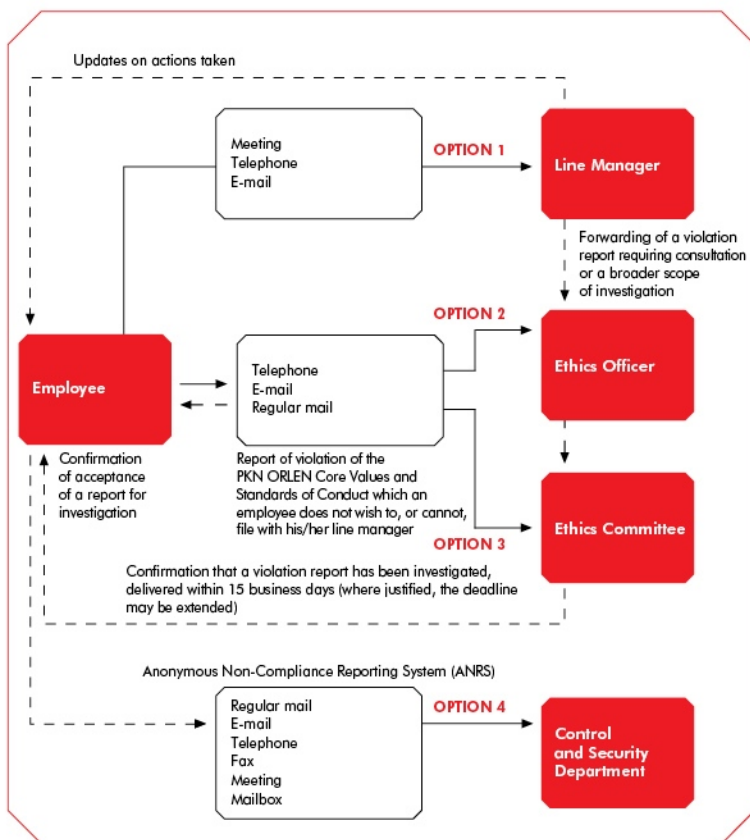 Updates on actions taken
Meeting
Telephone
E-mail
OPTION 1
Line Manager
Forwarding of a violation
report requiring consultation
or a broader scope
of investigation
OPTION 2
Employee
Telephone
E-mail
Regular mail
Ethics Officer
Confirmation
of acceptance
of a report for
investigation
Report of violation of the
PKN ORLEN Core Values and
Standards of Conduct which an
employee does not wish to, or cannot,
file with his/her line manager
OPTION 3
Ethics Committee
Confirmation that a violation report has been investigated,
delivered within 15 business days (where justified, the deadline
may be extended)
Anonymous Non-Compliance Reporting System (ANRS)
Regular mail
E-mail
Telephone
Fax
Meeting
Mailbox
OPTION 4
Control
and Security
Department